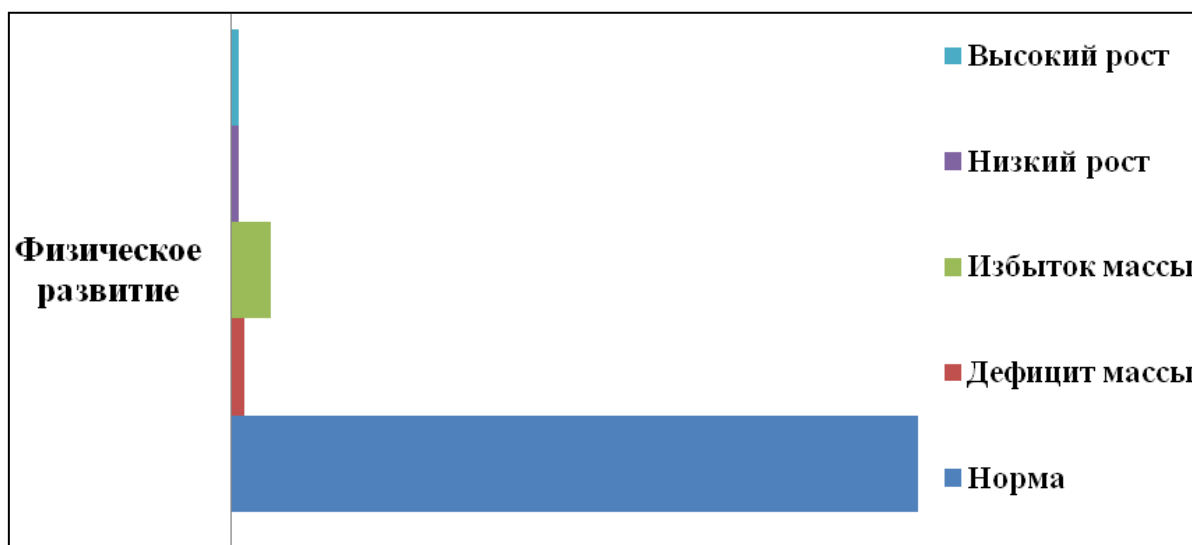 Физическое
развитие
Высокий рост
Низкий рост
Избыток массы
Дефицит массы
Норма